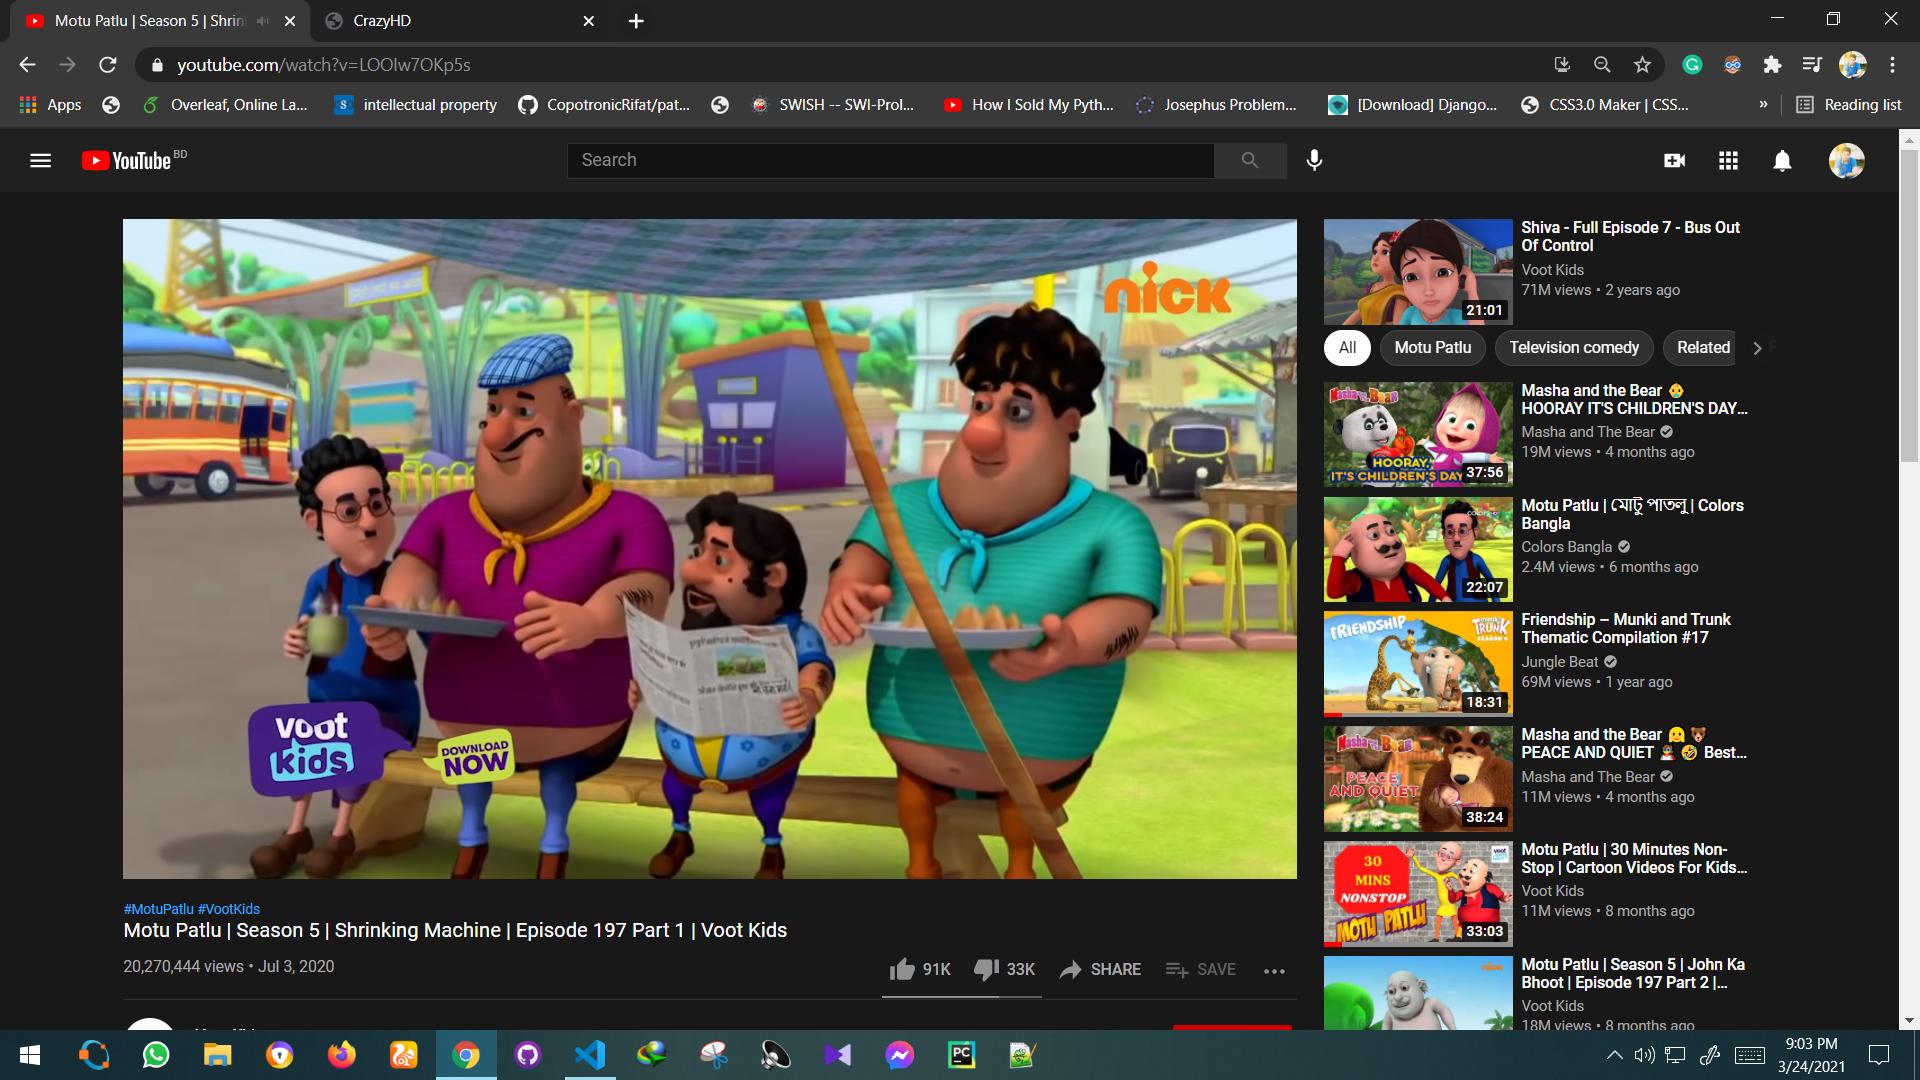 Motu Patlu | Season 5 | Shrin
CrazyHD
youtube.com/watch?v=LOOIw7OKp5s
Apps
Overleaf, Online La...
intellectual property
CopotronicRifat/pat...
SWISH -- SWI-Prol...
How I Sold My Pyth...
Josephus Problem...
[Download] Django...
CSS3.0 Maker | CSS...
»
Reading list
YouTube BD
Search
nick
voot
kids
DOWNLOAD
NOW
#MotuPatlu #VootKids
Motu Patlu | Season 5 | Shrinking Machine | Episode 197 Part 1 | Voot Kids
20,270,444 views • Jul 3, 2020
91K
33K
SHARE
SAVE
21:01
Shiva - Full Episode 7 - Bus Out
Of Control
Voot Kids
71M views • 2 years ago
All
Motu Patlu
Television comedy
Related
HOORAY,
IT'S CHILDREN'S DAY
37:56
Masha and the Bear 👶
HOORAY IT'S CHILDREN'S DAY...
Masha and The Bear
19M views • 4 months ago
22:07
Motu Patlu | মোটু পাতলু | Colors
Bangla
Colors Bangla
2.4M views • 6 months ago
FRIENDSHIP
18:31
Friendship – Munki and Trunk
Thematic Compilation #17
Jungle Beat
69M views • 1 year ago
PEACE
AND QUIET
38:24
Masha and the Bear 👱‍♀️🐻
PEACE AND QUIET 🤣 Best...
Masha and The Bear
11M views • 4 months ago
30
MINS
NONSTOP
MOTU PATLU
33:03
Motu Patlu | 30 Minutes Non-
Stop | Cartoon Videos For Kids...
Voot Kids
11M views • 8 months ago
nick
Motu Patlu | Season 5 | John Ka
Bhoot | Episode 197 Part 2 |...
Voot Kids
18M views • 8 months ago
9:03 PM
3/24/2021